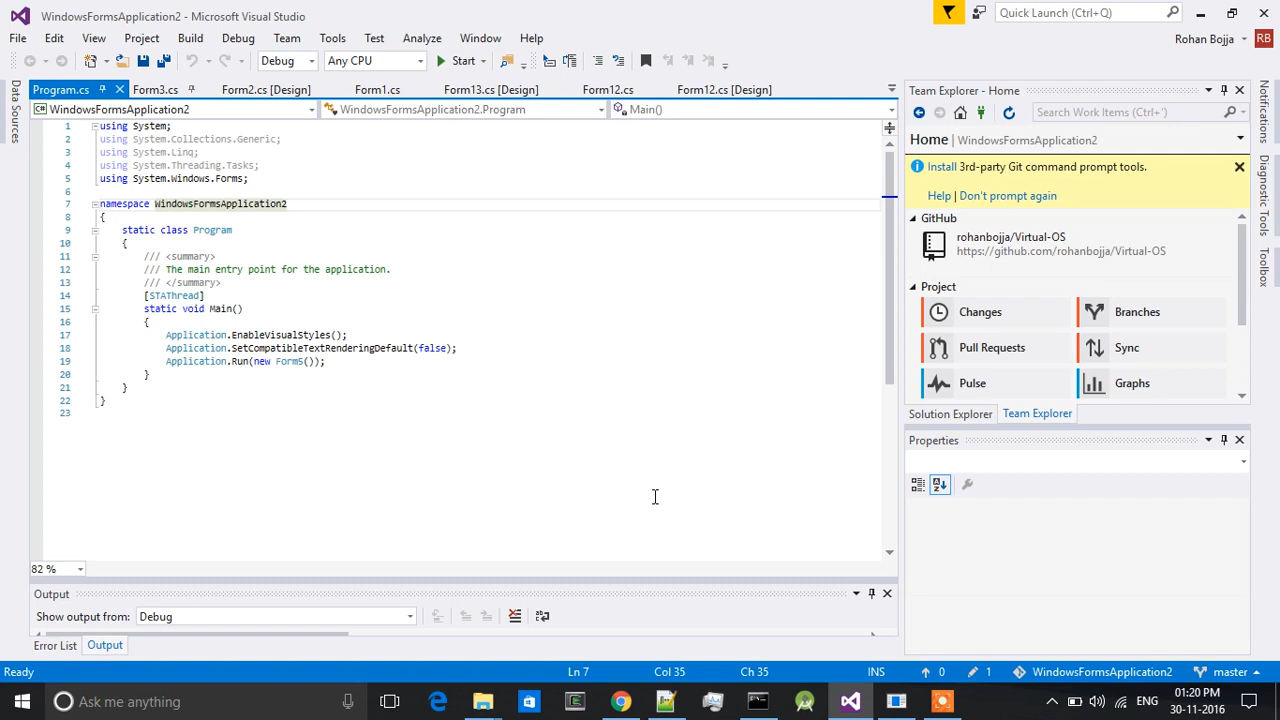 WindowsFormsApplication2 - Microsoft Visual Studio
Quick Launch (Ctrl+Q)
File Edit View Project Build Debug Team Tools Test Analyze Window Help
Rohan Bojja RB
Debug Any CPU Start
Data Sources
Program.cs Form3.cs Form2.cs [Design] Form1.cs Form13.cs [Design] Form12.cs Form12.cs [Design]
WindowsFormsApplication2 WindowsFormsApplication2.Program Main()
1 using System;
2 using System.Collections.Generic;
3 using System.Linq;
4 using System.Threading.Tasks;
5 using System.Windows.Forms;
6
7 namespace WindowsFormsApplication2
8 {
9 static class Program
10 {
11 /// <summary>
12 /// The main entry point for the application.
13 /// </summary>
14 [STAThread]
15 static void Main()
16 {
17 Application.EnableVisualStyles();
18 Application.SetCompatibleTextRenderingDefault(false);
19 Application.Run(new Form5());
20 }
21 }
22 }
23
82 %
Output
Show output from: Debug
Error List Output
Team Explorer - Home
Search Work Items (Ctrl+')
Home WindowsFormsApplication2
Install 3rd-party Git command prompt tools.
Help Don't prompt again
GitHub
rohanbojja/Virtual-OS
https://github.com/rohanbojja/Virtual-OS
Project
Changes Branches
Pull Requests Sync
Pulse Graphs
Solution Explorer Team Explorer
Properties
Notifications
Diagnostic Tools
Toolbox
Ready Ln 7 Col 35 Ch 35 INS 0 1 WindowsFormsApplication2 master
Ask me anything
ENG
01:20 PM
30-11-2016